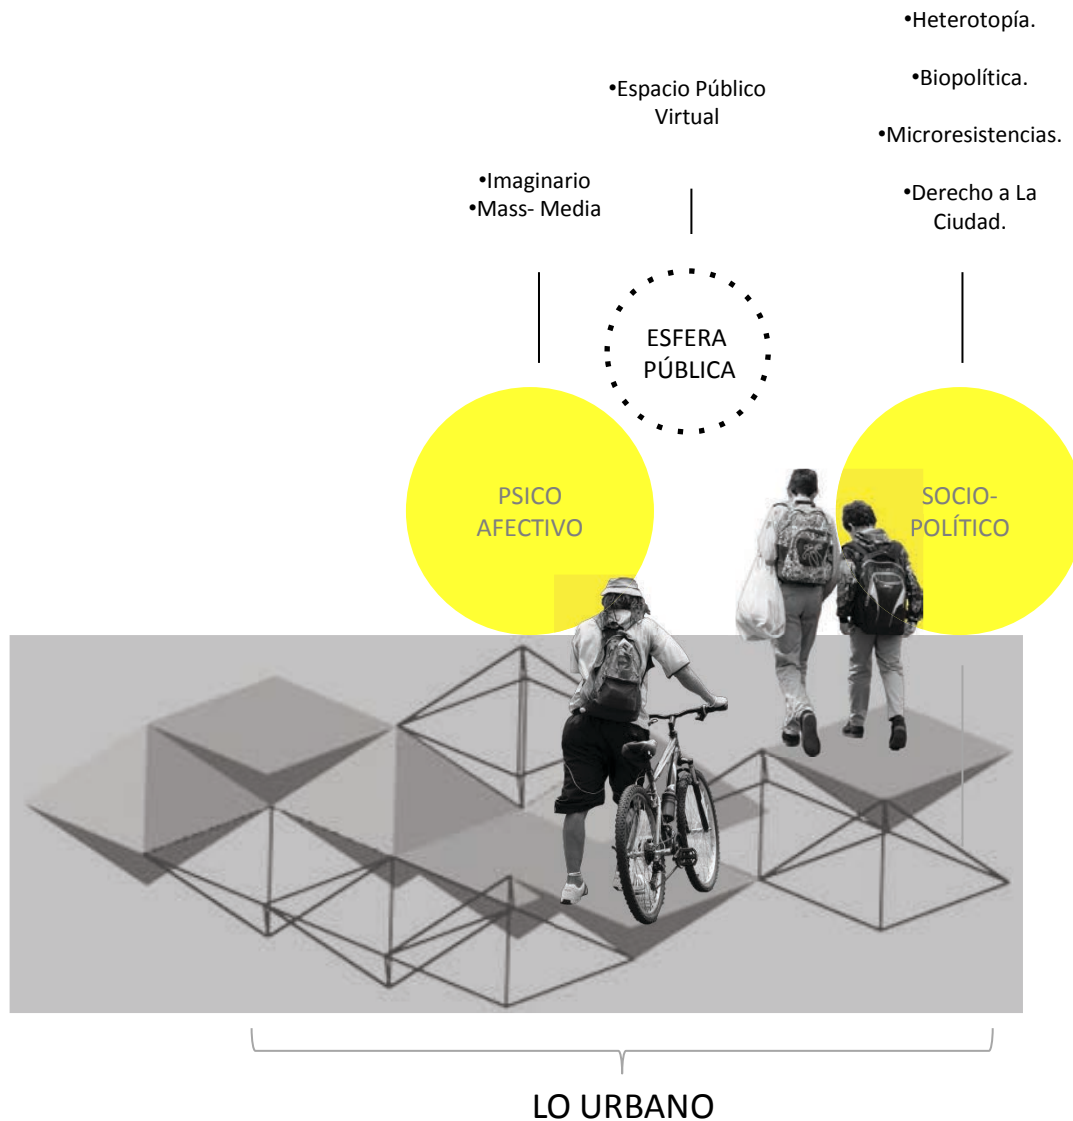 •Heterotopía.
•Biopolítica.
•Microresistencias.
•Derecho a La
Ciudad.
•Espacio Público
Virtual
•Imaginario
•Mass- Media
ESFERA
PÚBLICA
PSICO
AFECTIVO
SOCIO-
POLÍTICO
LO URBANO